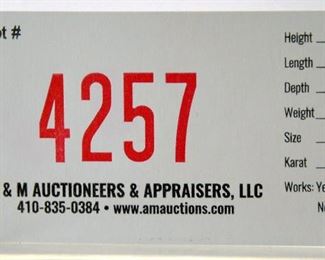 ot #
4257
& M AUCTIONEERS & APPRAISERS, LLC
410-835-0384 • www.amauctions.com
Height
Length
Depth
Weight
Size
Karat
Works: Ye
N